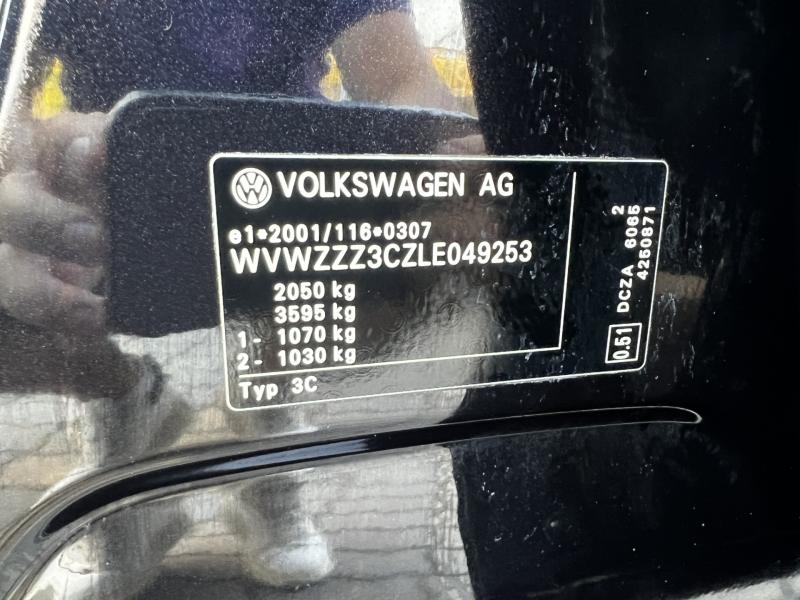 VOLKSWAGEN AG
e1*2001/116*0307
WVWZZZ3CZLE049253
2050 kg
3595 kg
1- 1070 kg
2- 1030 kg
Typ 3C
0.51 DCZA 6065 2
4250871